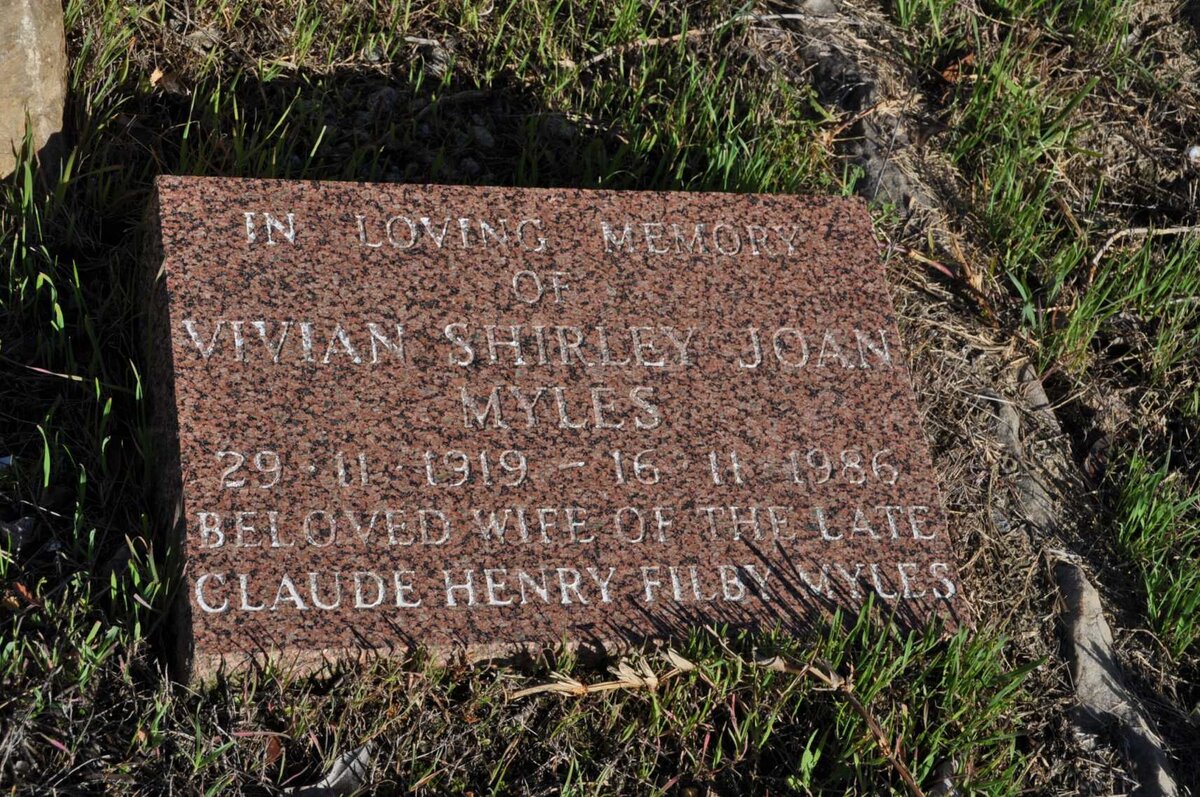 IN LOVING MEMORY
OF
VIVIAN SHIRLEY JOAN
MYLES
29 · 11 · 1919 - 16 · 11 · 1986
BELOVED WIFE OF THE LATE
CLAUDE HENRY FILBY MYLES